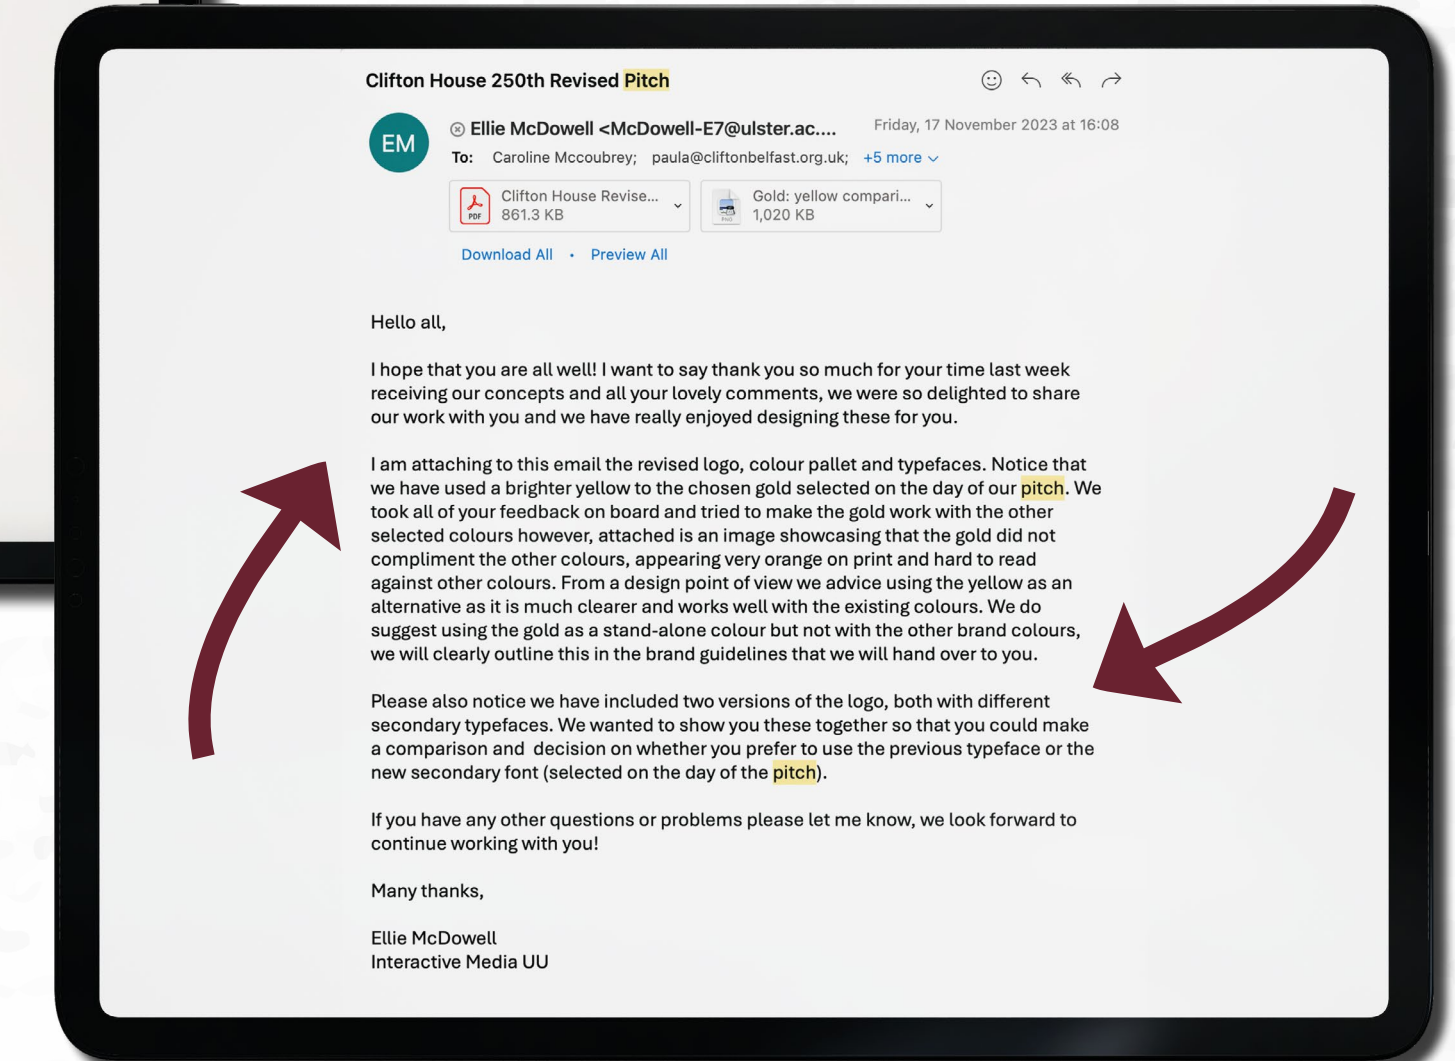 Clifton House 250th Revised Pitch
EM
Ellie McDowell <McDowell-E7@ulster.ac....
Friday, 17 November 2023 at 16:08
To: Caroline Mccoubrey; paula@cliftonbelfast.org.uk; +5 more
PDF
Clifton House Revise...
861.3 KB
PNG
Gold: yellow compari...
1,020 KB
Download All • Preview All
Hello all,
I hope that you are all well! I want to say thank you so much for your time last week
receiving our concepts and all your lovely comments, we were so delighted to share
our work with you and we have really enjoyed designing these for you.
I am attaching to this email the revised logo, colour pallet and typefaces. Notice that
we have used a brighter yellow to the chosen gold selected on the day of our pitch. We
took all of your feedback on board and tried to make the gold work with the other
selected colours however, attached is an image showcasing that the gold did not
compliment the other colours, appearing very orange on print and hard to read
against other colours. From a design point of view we advice using the yellow as an
alternative as it is much clearer and works well with the existing colours. We do
suggest using the gold as a stand-alone colour but not with the other brand colours,
we will clearly outline this in the brand guidelines that we will hand over to you.
Please also notice we have included two versions of the logo, both with different
secondary typefaces. We wanted to show you these together so that you could make
a comparison and  decision on whether you prefer to use the previous typeface or the
new secondary font (selected on the day of the pitch).
If you have any other questions or problems please let me know, we look forward to
continue working with you!
Many thanks,
Ellie McDowell
Interactive Media UU